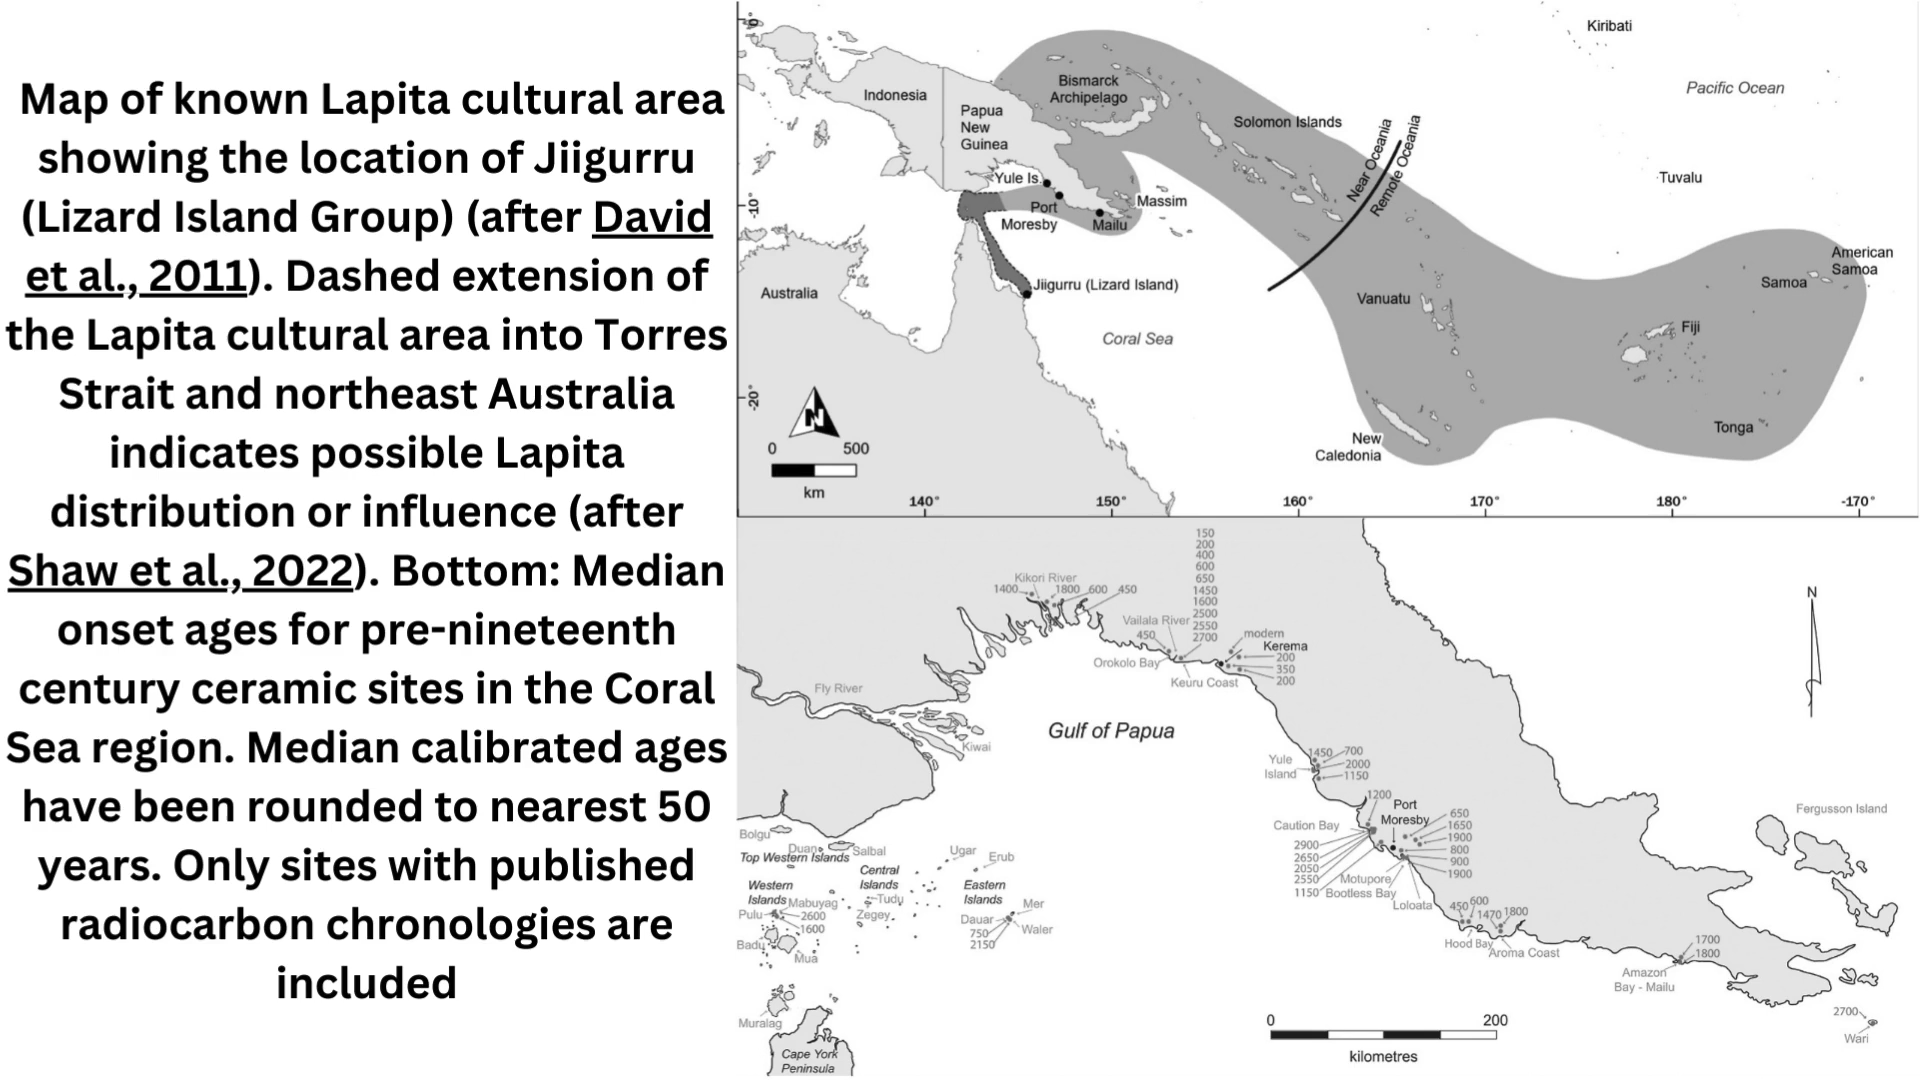 Map of known Lapita cultural area
showing the location of Jiigurru
(Lizard Island Group) (after David
et al., 2011). Dashed extension of
the Lapita cultural area into Torres
Strait and northeast Australia
indicates possible Lapita
distribution or influence (after
Shaw et al., 2022). Bottom: Median
onset ages for pre-nineteenth
century ceramic sites in the Coral
Sea region. Median calibrated ages
have been rounded to nearest 50
years. Only sites with published
radiocarbon chronologies are
included
0°
-10°
-20°
Kiribati
Pacific Ocean
Bismarck
Archipelago
Indonesia
Papua
New
Guinea
Solomon Islands
Near Oceania
Remote Oceania
Tuvalu
Yule Is.
Port
Moresby
Mailu
Massim
Jiigurru (Lizard Island)
Australia
Coral Sea
Vanuatu
American
Samoa
Samoa
Fiji
Tonga
New
Caledonia
N
0 500
km
140° 150° 160° 170° 180° -170°
150
200
400
600
650
1450
1600
2500
2550
2700
Kikori River
1400 1800 600 450
Vailala River
450
Orokolo Bay
Keuru Coast
modern
Kerema
200
350
200
N
Fly River
Kiwai
Gulf of Papua
Yule
Island
1450 700
2000
1150
1200
Port
Moresby
Caution Bay
2900
2650
2050
2550
1150
650
1650
1900
800
900
1900
Motupore
Bootless Bay
Loloata
Fergusson Island
Bolgu
Duan
Salbal
Top Western Islands
Ugar
Erub
Central
Islands
Western
Islands
Eastern
Islands
Mabuyag
Pulu
2600
1600
Tudu
Zegey
Mer
Dauar
750
2150
Waler
Badu
Mua
450 600
1470 1800
Hood Bay
Aroma Coast
1700
1800
Amazon
Bay - Mailu
2700
Wari
Muralag
Cape York
Peninsula
0 200
kilometres